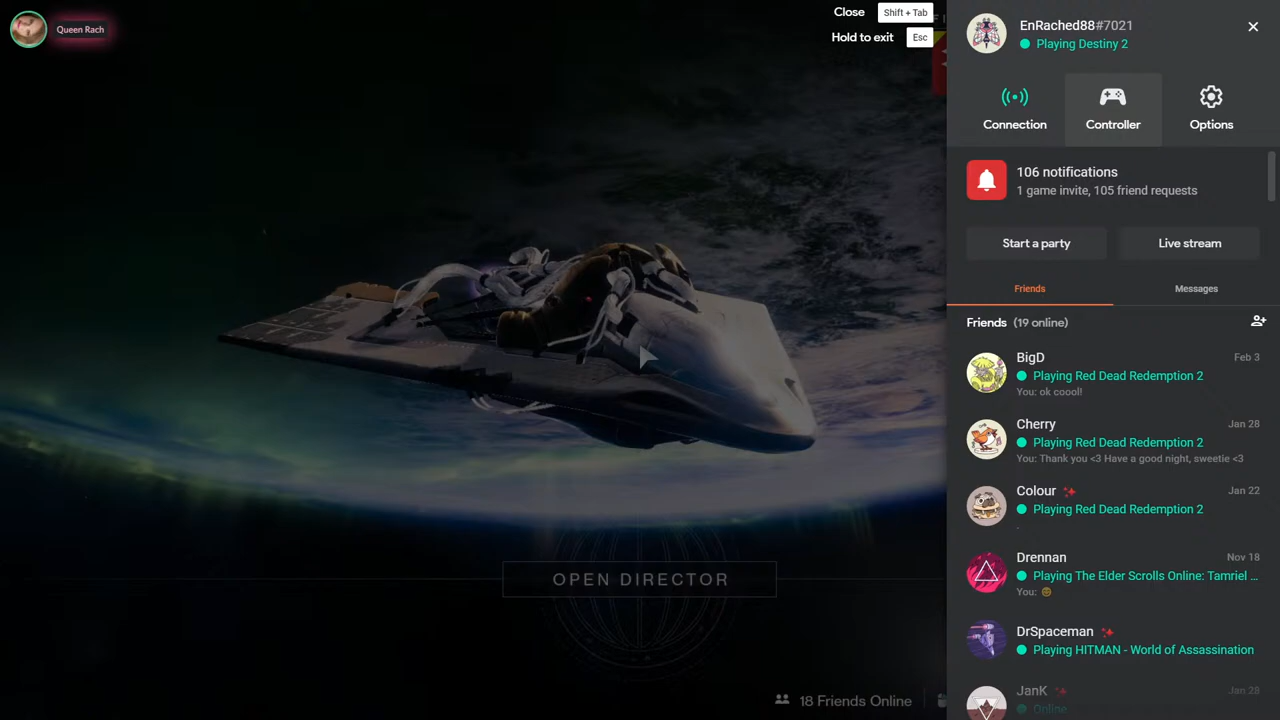 Queen Rach
Close Shift + Tab
Hold to exit Esc
EnRached88#7021
Playing Destiny 2
Connection
Controller
Options
106 notifications
1 game invite, 105 friend requests
Start a party
Live stream
Friends
Messages
Friends (19 online)
BigD Feb 3
Playing Red Dead Redemption 2
You: ok coool!
Cherry Jan 28
Playing Red Dead Redemption 2
You: Thank you <3 Have a good night, sweetie <3
Colour Jan 22
Playing Red Dead Redemption 2
.
Drennan Nov 18
Playing The Elder Scrolls Online: Tamriel ...
You: 🙂
DrSpaceman
Playing HITMAN - World of Assassination
JanK Jan 28
Online
OPEN DIRECTOR
18 Friends Online